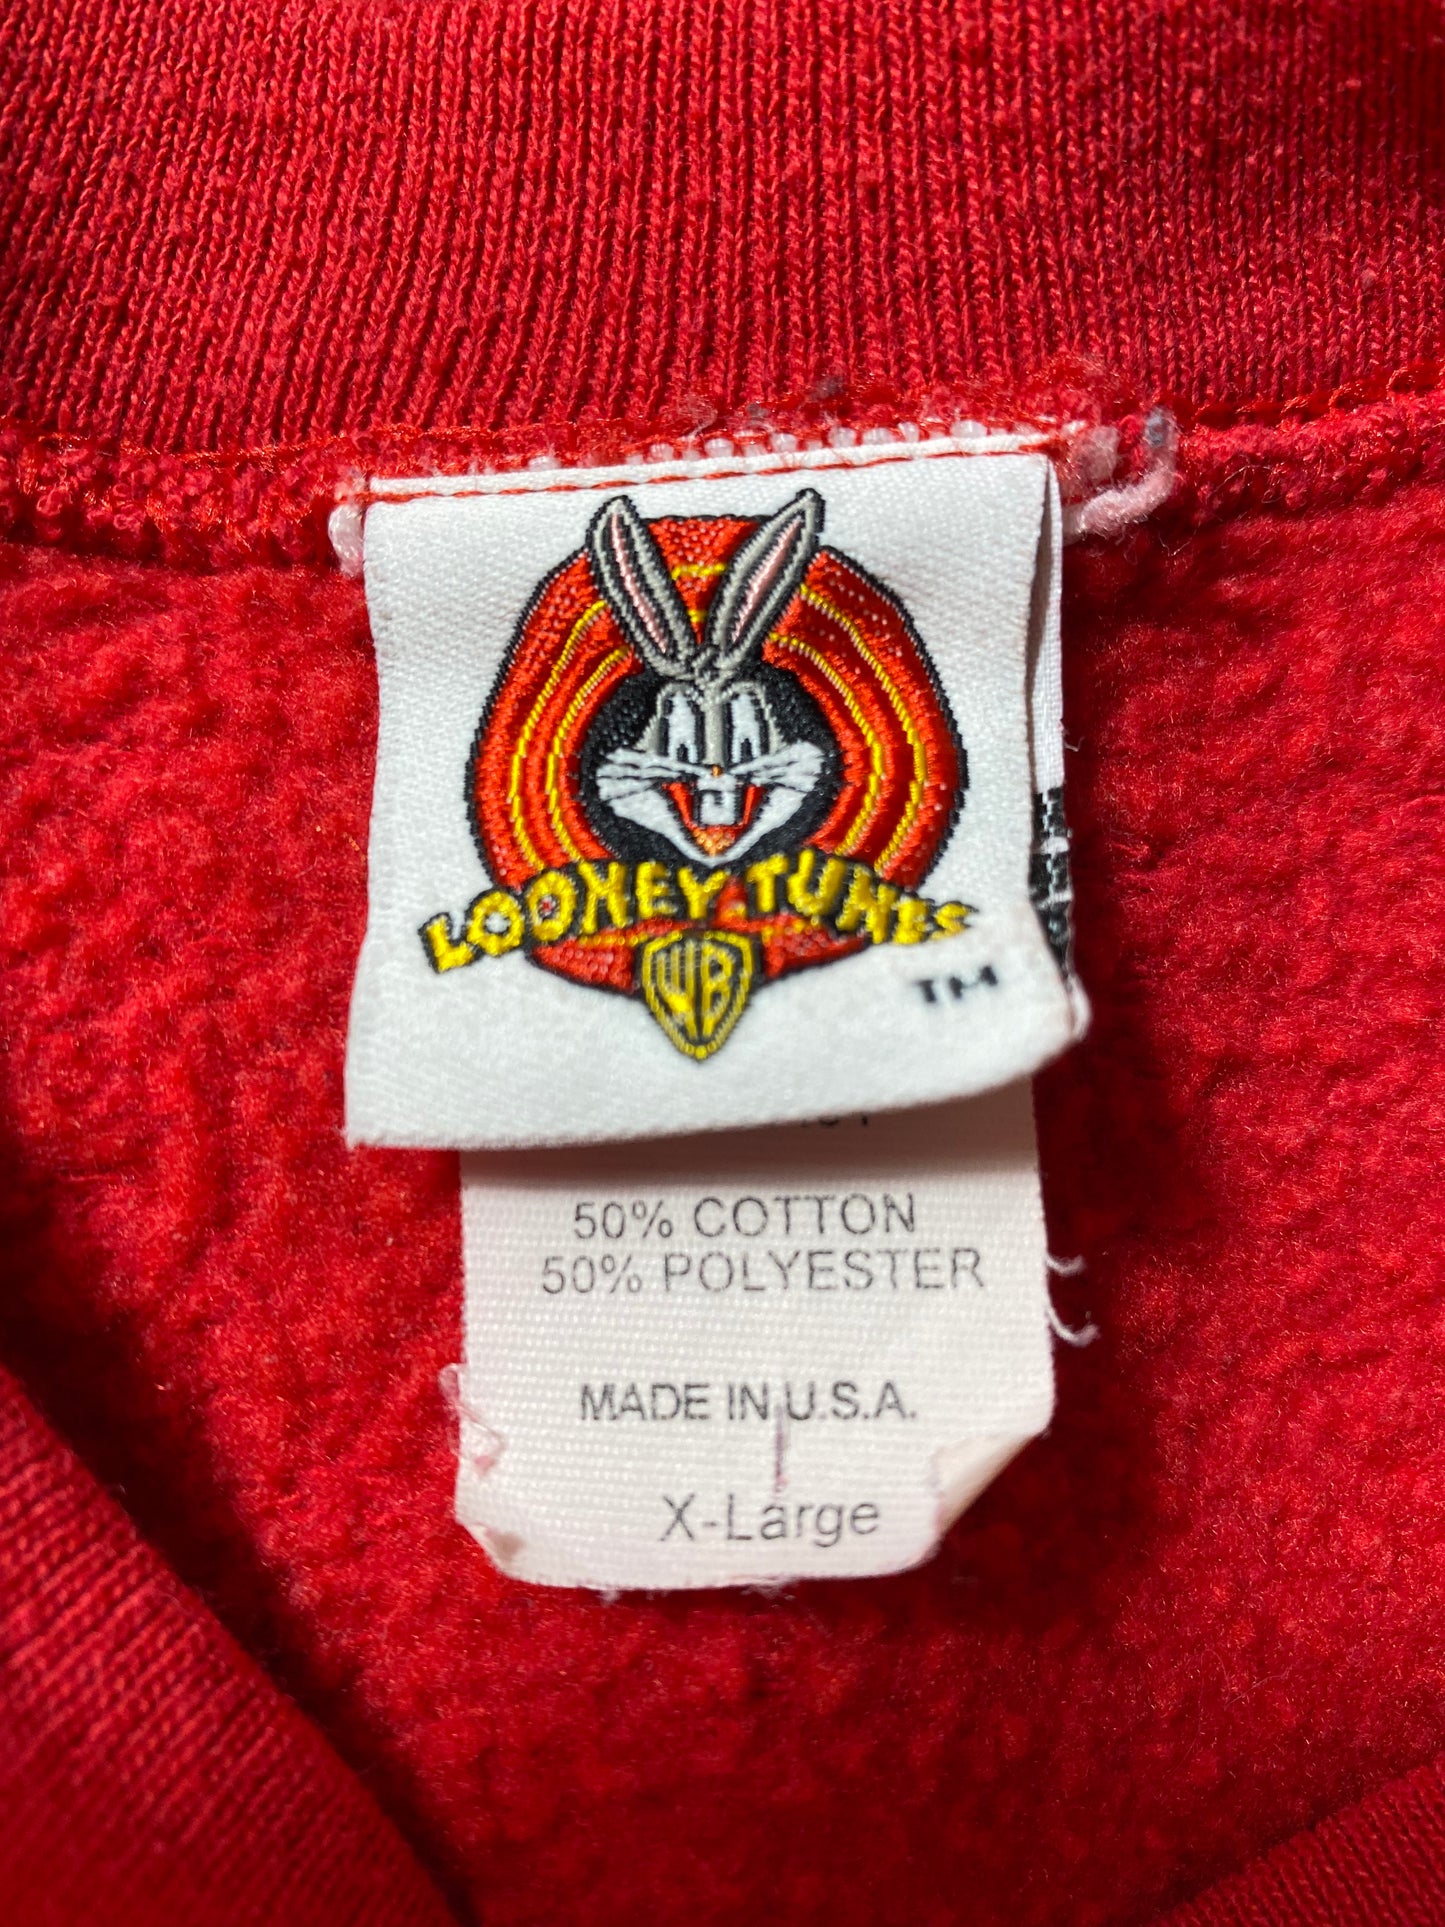 LOONEY TUNES
WB
TM
50% COTTON
50% POLYESTER
MADE IN U.S.A.
X-Large